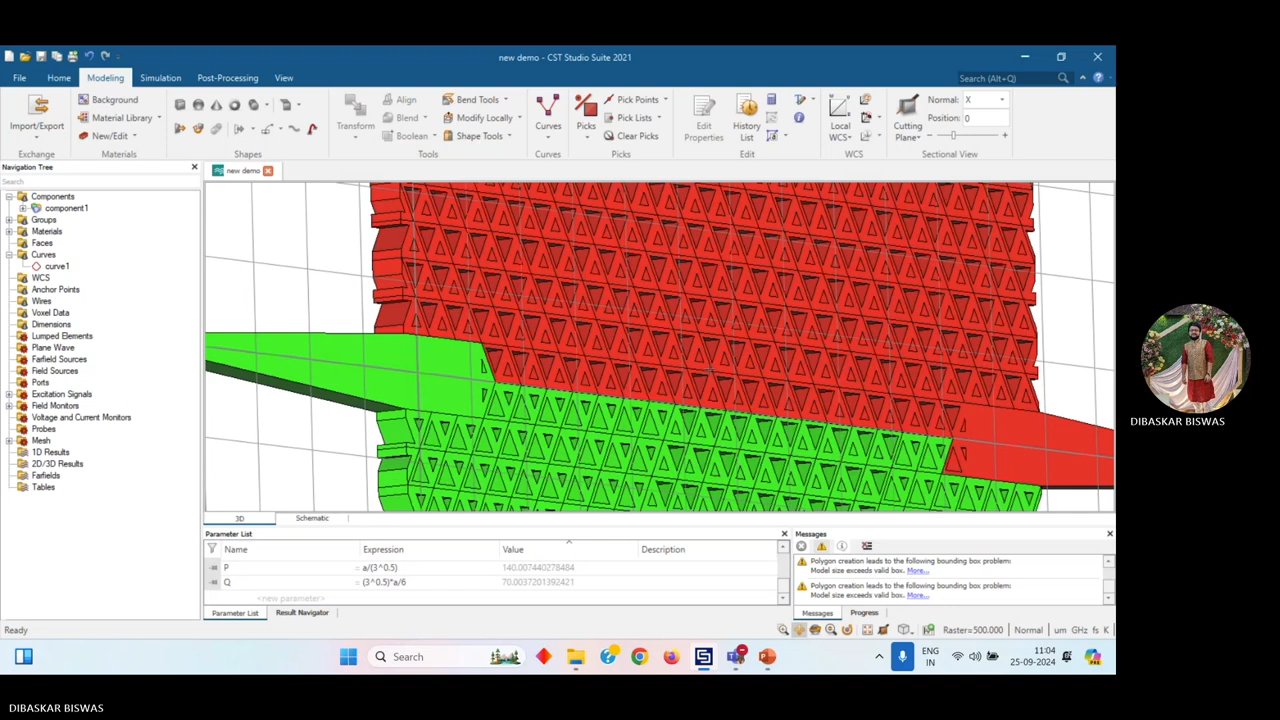 new demo - CST Studio Suite 2021
File Home Modeling Simulation Post-Processing View
Search (Alt+Q)
Import/Export
Exchange
Background
Material Library
New/Edit
Materials
Shapes
Transform
Align
Blend
Boolean
Bend Tools
Modify Locally
Shape Tools
Tools
Curves
Curves
Picks
Pick Points
Pick Lists
Clear Picks
Picks
Edit
Properties
History
List
Edit
Local
WCS
WCS
Cutting
Plane
Normal: X
Position: 0
Sectional View
Navigation Tree
Search
Components
component1
Groups
Materials
Faces
Curves
curve1
WCS
Anchor Points
Wires
Voxel Data
Dimensions
Lumped Elements
Plane Wave
Farfield Sources
Field Sources
Ports
Excitation Signals
Field Monitors
Voltage and Current Monitors
Probes
Mesh
1D Results
2D/3D Results
Farfields
Tables
new demo
3D Schematic
Parameter List
Name Expression Value Description
P = a/(3^0.5) 140.007440278484
Q = (3^0.5)*a/6 70.0037201392421
<new parameter>
Parameter List Result Navigator
Messages
Polygon creation leads to the following bounding box problem:
Model size exceeds valid box. More...
Polygon creation leads to the following bounding box problem:
Model size exceeds valid box. More...
Messages Progress
Ready
Raster=500.000 Normal um GHz fs K
Search
ENG
IN
11:04
25-09-2024
DIBASKAR BISWAS
DIBASKAR BISWAS